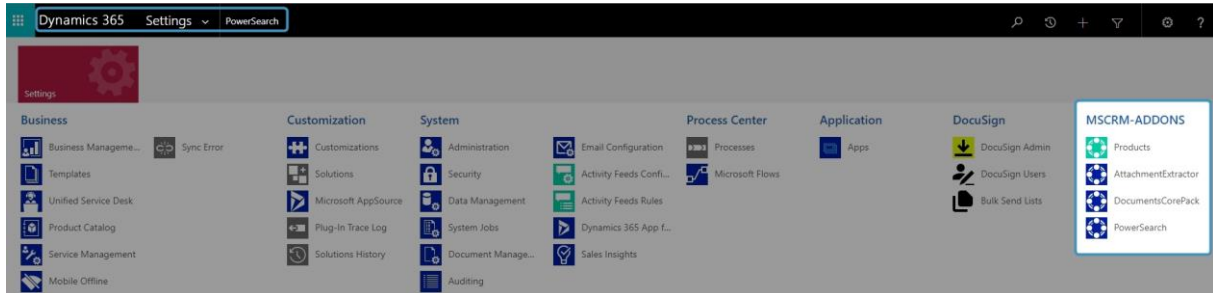 Dynamics 365 Settings PowerSearch
?
Settings
Business
Business Manageme...
Sync Error
Templates
Unified Service Desk
Product Catalog
Service Management
Mobile Offline
Customization
Customizations
Solutions
Microsoft AppSource
Plug-In Trace Log
Solutions History
System
Administration
Security
Data Management
System Jobs
Document Manage...
Auditing
Email Configuration
Activity Feeds Confi...
Activity Feeds Rules
Dynamics 365 App f...
Sales Insights
Process Center
Processes
Microsoft Flows
Application
Apps
DocuSign
DocuSign Admin
DocuSign Users
Bulk Send Lists
MSCRM-ADDONS
Products
AttachmentExtractor
DocumentsCorePack
PowerSearch